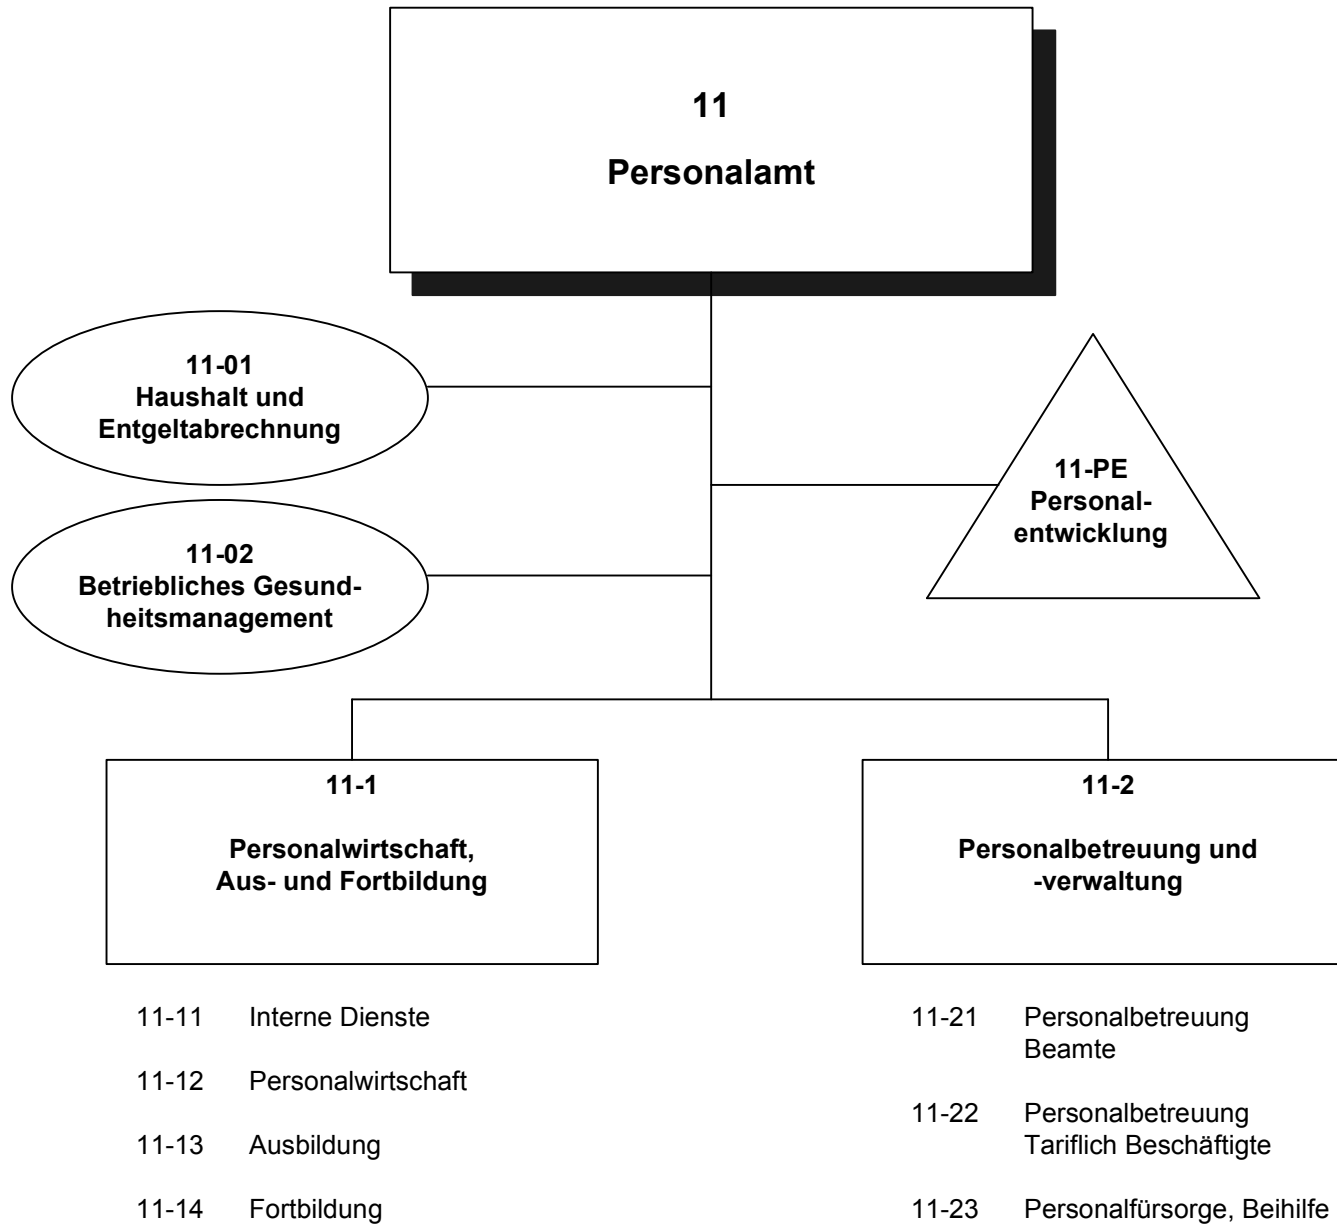 11
Personalamt
11-01
Haushalt und
Entgeltabrechnung
11-PE
Personal-
entwicklung
11-02
Betriebliches Gesund-
heitsmanagement
11-1
Personalwirtschaft,
Aus- und Fortbildung
11-2
Personalbetreuung und
-verwaltung
11-11 Interne Dienste
11-12 Personalwirtschaft
11-13 Ausbildung
11-14 Fortbildung
11-21 Personalbetreuung
Beamte
11-22 Personalbetreuung
Tariflich Beschäftigte
11-23 Personalfürsorge, Beihilfe